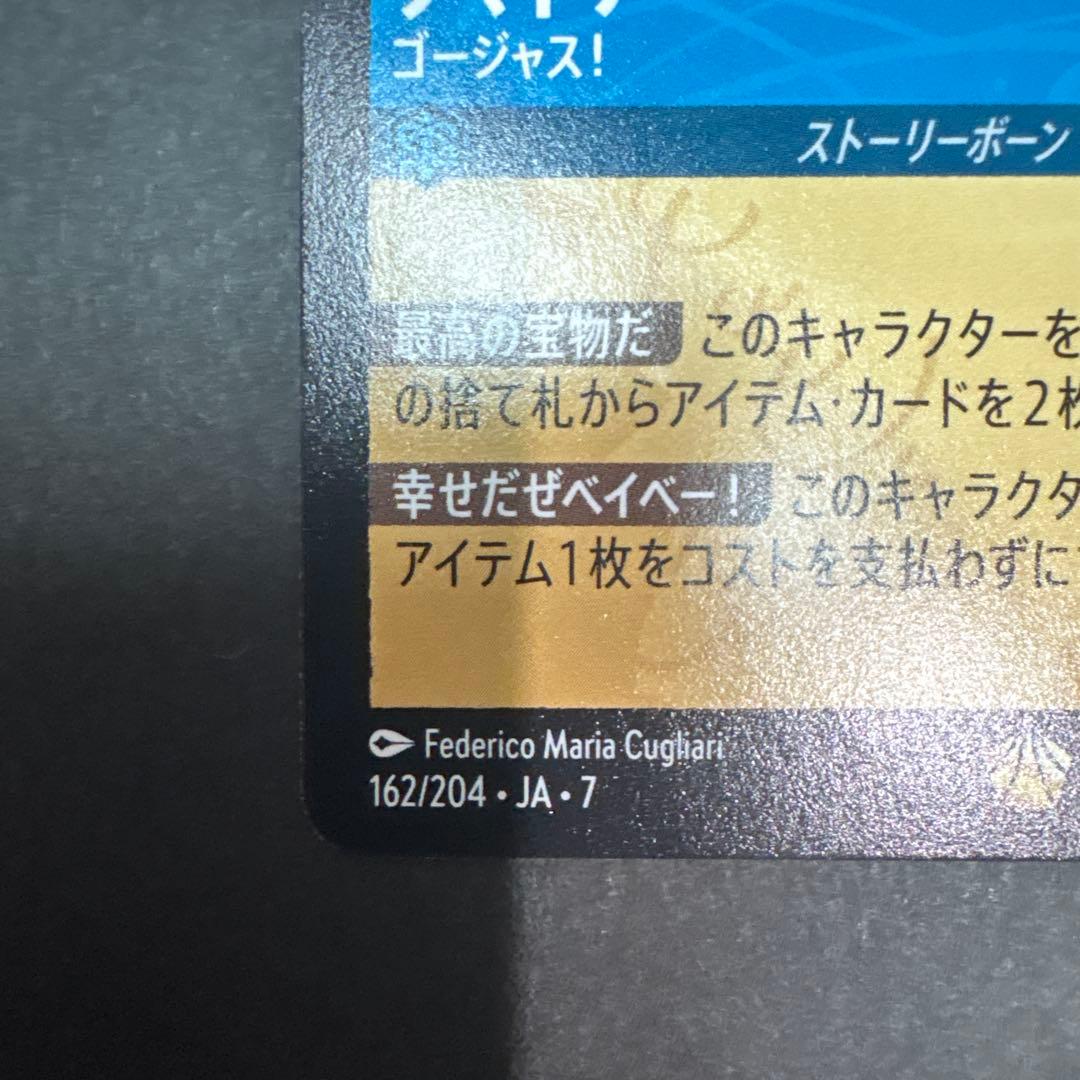 ゴージャス!
ストーリーボーン
最高の宝物だ このキャラクターを
の捨て札からアイテム・カードを2枚
幸せだぜベイベー! このキャラクタ
アイテム1枚をコストを支払わずに
Federico Maria Cugliari
162/204 • JA • 7